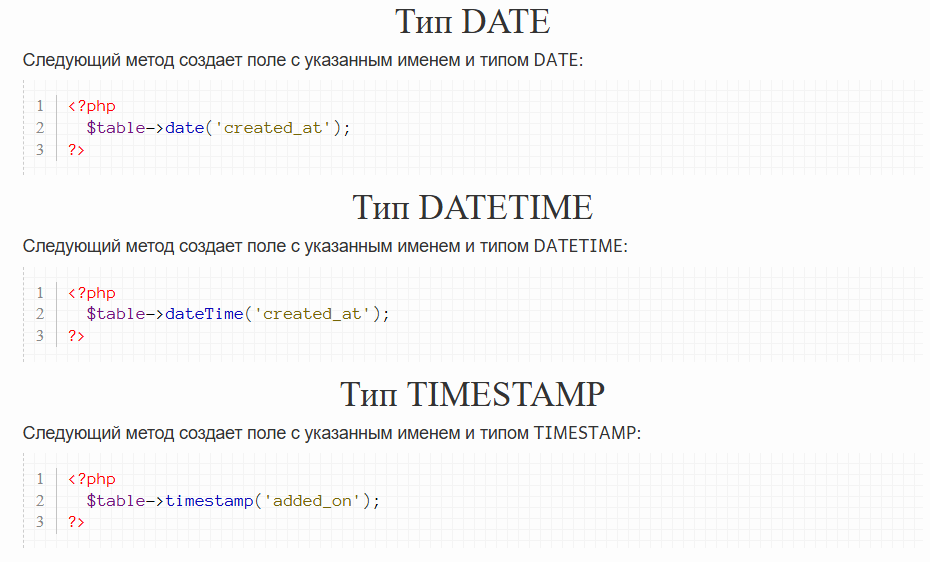 Тип DATE
Следующий метод создает поле с указанным именем и типом DATE:
1 <?php
2 $table->date('created_at');
3 ?>
Тип DATETIME
Следующий метод создает поле с указанным именем и типом DATETIME:
1 <?php
2 $table->dateTime('created_at');
3 ?>
Тип TIMESTAMP
Следующий метод создает поле с указанным именем и типом TIMESTAMP:
1 <?php
2 $table->timestamp('added_on');
3 ?>